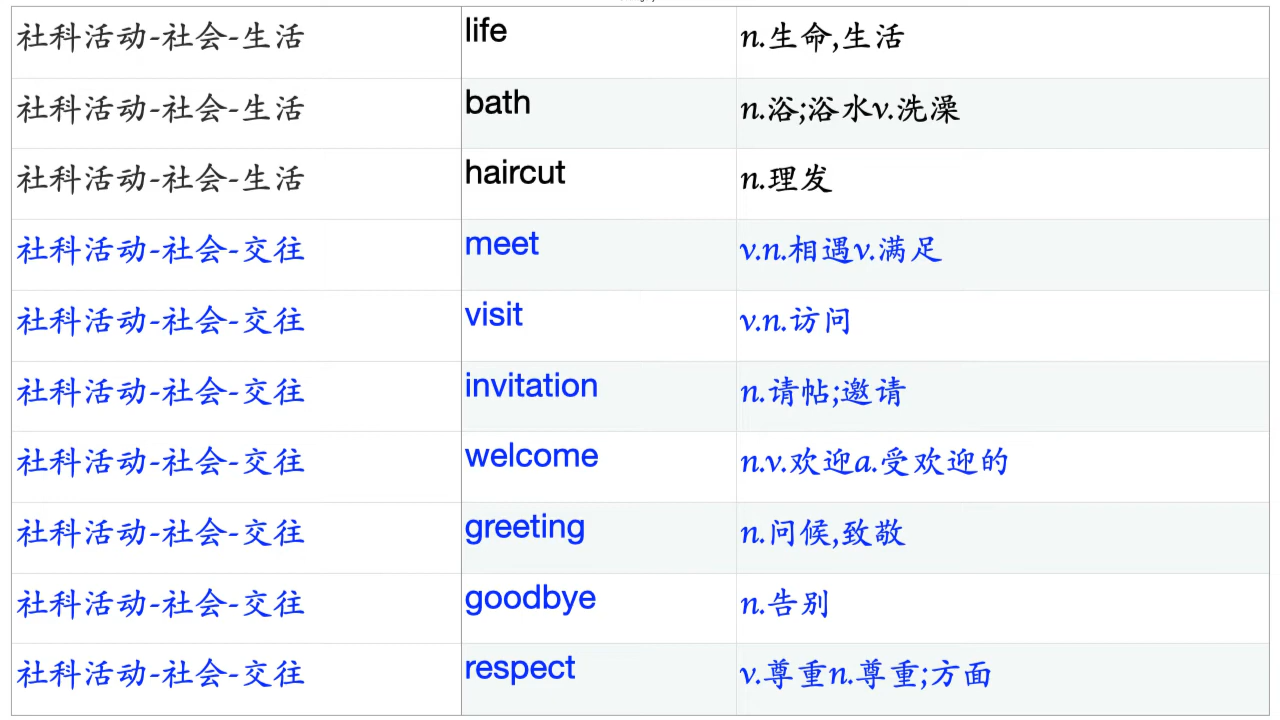 社科活动-社会-生活 life n.生命,生活
社科活动-社会-生活 bath n.浴;浴水v.洗澡
社科活动-社会-生活 haircut n.理发
社科活动-社会-交往 meet v.n.相遇v.满足
社科活动-社会-交往 visit v.n.访问
社科活动-社会-交往 invitation n.请帖;邀请
社科活动-社会-交往 welcome n.v.欢迎a.受欢迎的
社科活动-社会-交往 greeting n.问候,致敬
社科活动-社会-交往 goodbye n.告别
社科活动-社会-交往 respect v.尊重n.尊重;方面